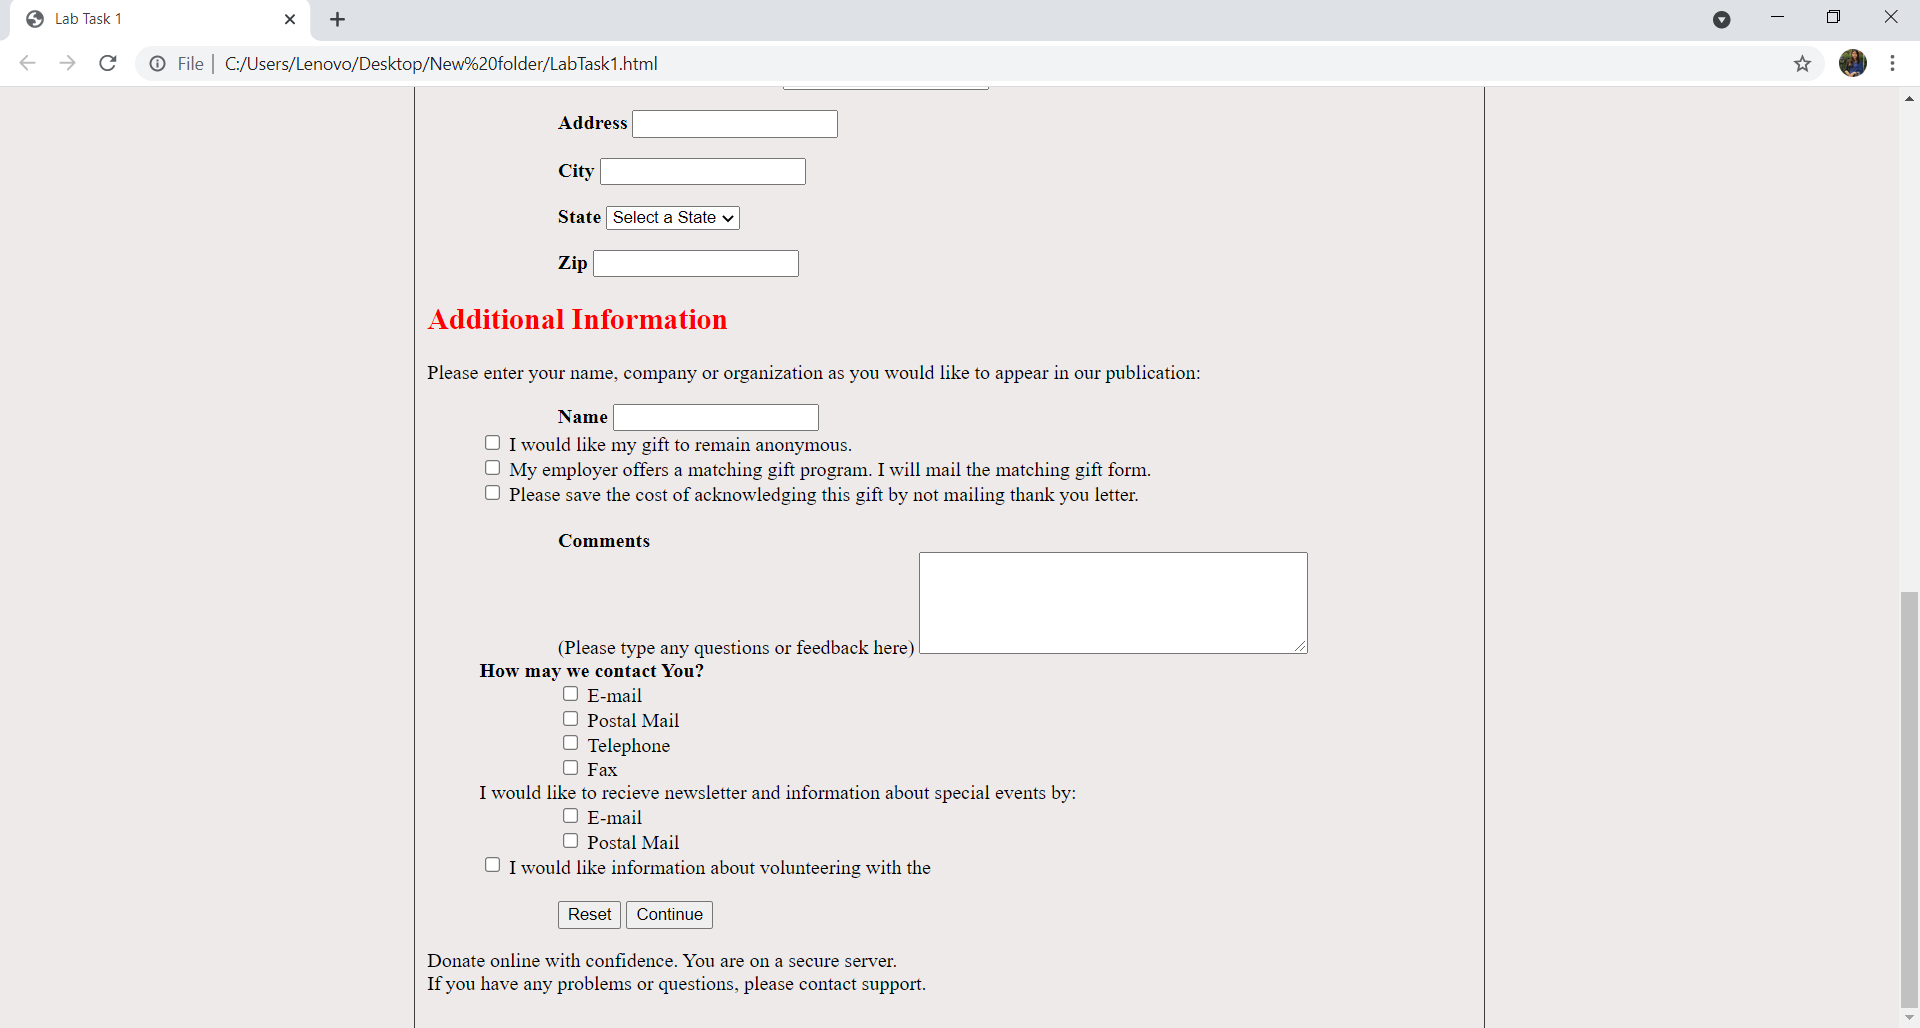 Lab Task 1
File | C:/Users/Lenovo/Desktop/New%20folder/LabTask1.html
Address
City
State Select a State
Zip
Additional Information
Please enter your name, company or organization as you would like to appear in our publication:
Name
I would like my gift to remain anonymous.
My employer offers a matching gift program. I will mail the matching gift form.
Please save the cost of acknowledging this gift by not mailing thank you letter.
Comments
(Please type any questions or feedback here)
How may we contact You?
E-mail
Postal Mail
Telephone
Fax
I would like to recieve newsletter and information about special events by:
E-mail
Postal Mail
I would like information about volunteering with the
Reset Continue
Donate online with confidence. You are on a secure server.
If you have any problems or questions, please contact support.